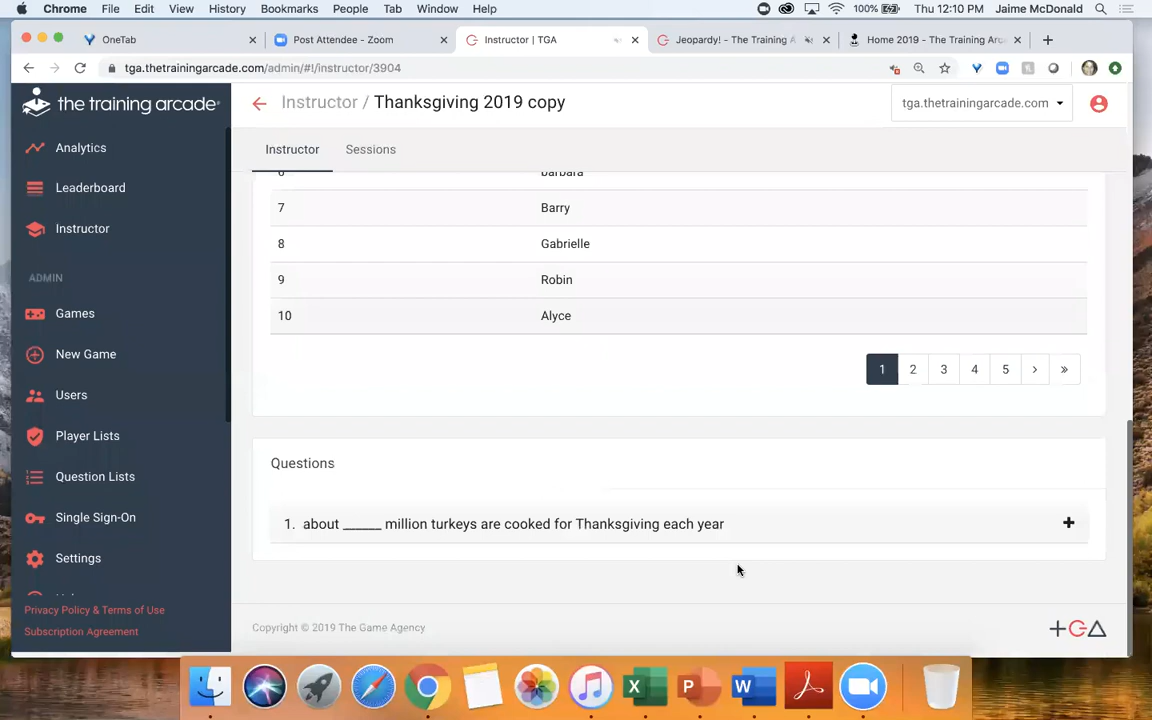 Chrome File Edit View History Bookmarks People Tab Window Help 100% Thu 12:10 PM Jaime McDonald
OneTab × Post Attendee - Zoom × Instructor | TGA × Jeopardy! - The Training A × Home 2019 - The Training Arc × +
tga.thetrainingarcade.com/admin/#!/instructor/3904
the training arcade
Instructor / Thanksgiving 2019 copy
tga.thetrainingarcade.com
Instructor Sessions
Analytics
Leaderboard
Instructor
ADMIN
Games
New Game
Users
Player Lists
Question Lists
Single Sign-On
Settings
Privacy Policy & Terms of Use
Subscription Agreement
6 barbara
7 Barry
8 Gabrielle
9 Robin
10 Alyce
1 2 3 4 5 › »
Questions
1. about ______ million turkeys are cooked for Thanksgiving each year +
Copyright © 2019 The Game Agency